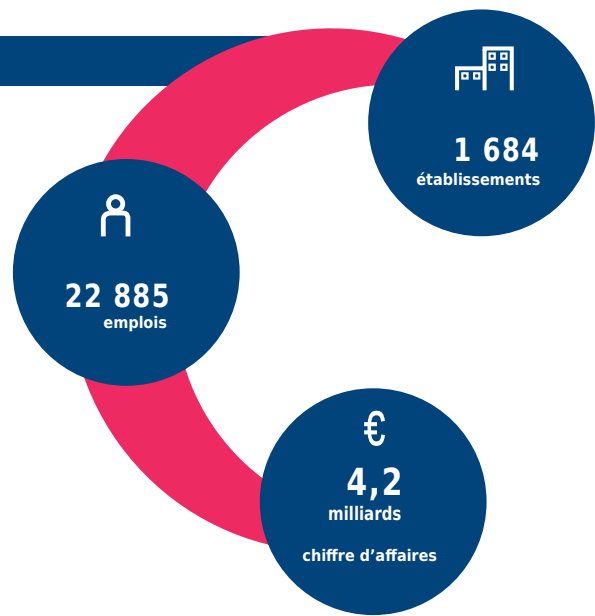 1 684
établissements
22 885
emplois
€
4,2
milliards
chiffre d’affaires